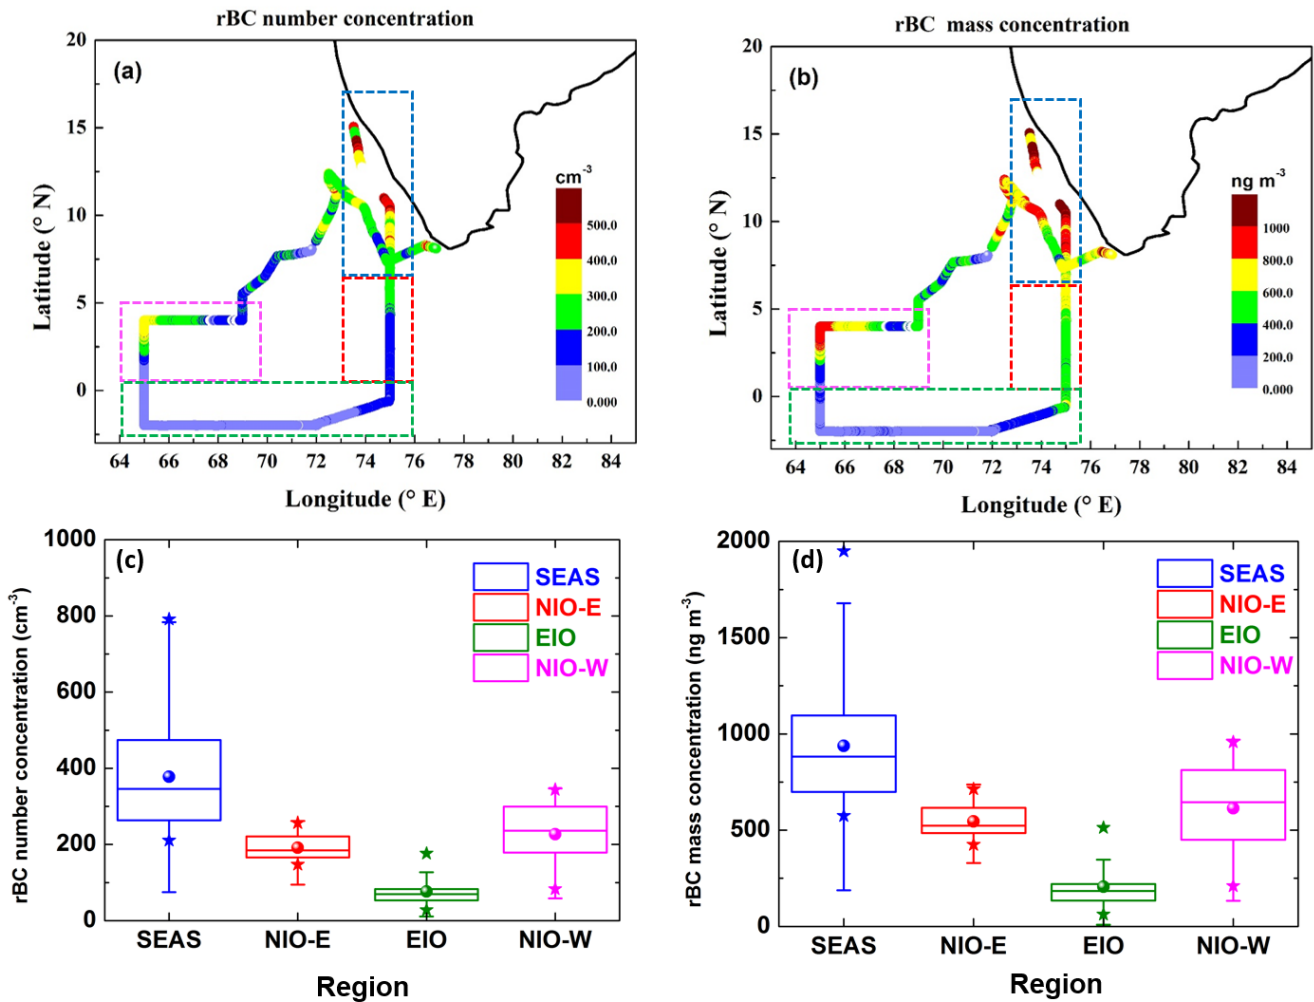 rBC number concentration
(a)
20
15
10
5
0
Latitude (° N)
64 66 68 70 72 74 76 78 80 82 84
Longitude (° E)
cm-3
500.0
400.0
300.0
200.0
100.0
0.000
rBC mass concentration
(b)
20
15
10
5
0
Latitude (° N)
64 66 68 70 72 74 76 78 80 82 84
Longitude (° E)
ng m-3
1000
800.0
600.0
400.0
200.0
0.000
(c)
1000
800
600
400
200
0
rBC number concentration (cm-3)
SEAS
NIO-E
EIO
NIO-W
SEAS NIO-E EIO NIO-W
Region
(d)
2000
1500
1000
500
0
rBC mass concentration (ng m-3)
SEAS
NIO-E
EIO
NIO-W
SEAS NIO-E EIO NIO-W
Region